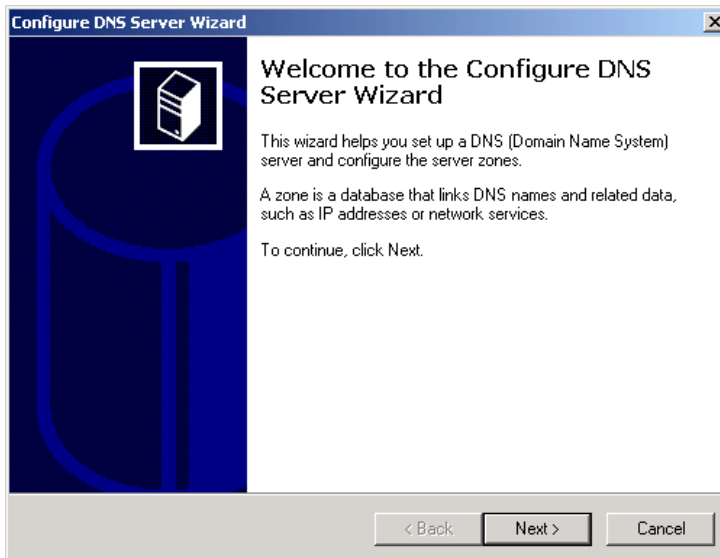 Configure DNS Server Wizard
Welcome to the Configure DNS
Server Wizard
This wizard helps you set up a DNS (Domain Name System)
server and configure the server zones.
A zone is a database that links DNS names and related data,
such as IP addresses or network services.
To continue, click Next.
< Back
Next >
Cancel